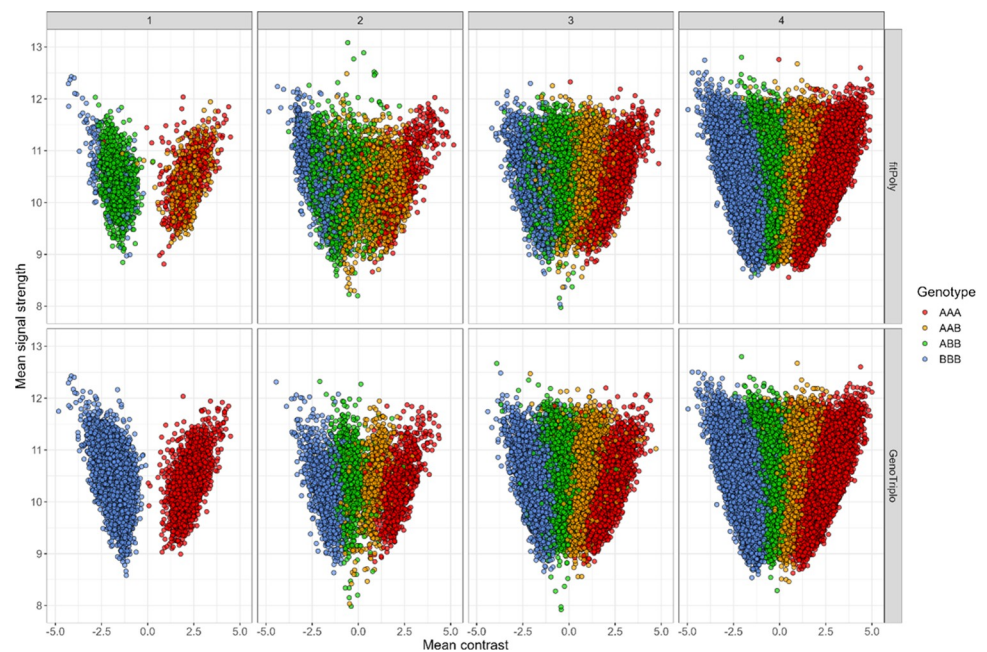 1 2 3 4
13
12
11
10
9
8
fitPoly
13
12
11
10
9
8
GenoTriplo
-5.0 -2.5 0.0 2.5 5.0 -5.0 -2.5 0.0 2.5 5.0 -5.0 -2.5 0.0 2.5 5.0 -5.0 -2.5 0.0 2.5 5.0
Mean contrast
Mean signal strength
Genotype
AAA
AAB
ABB
BBB